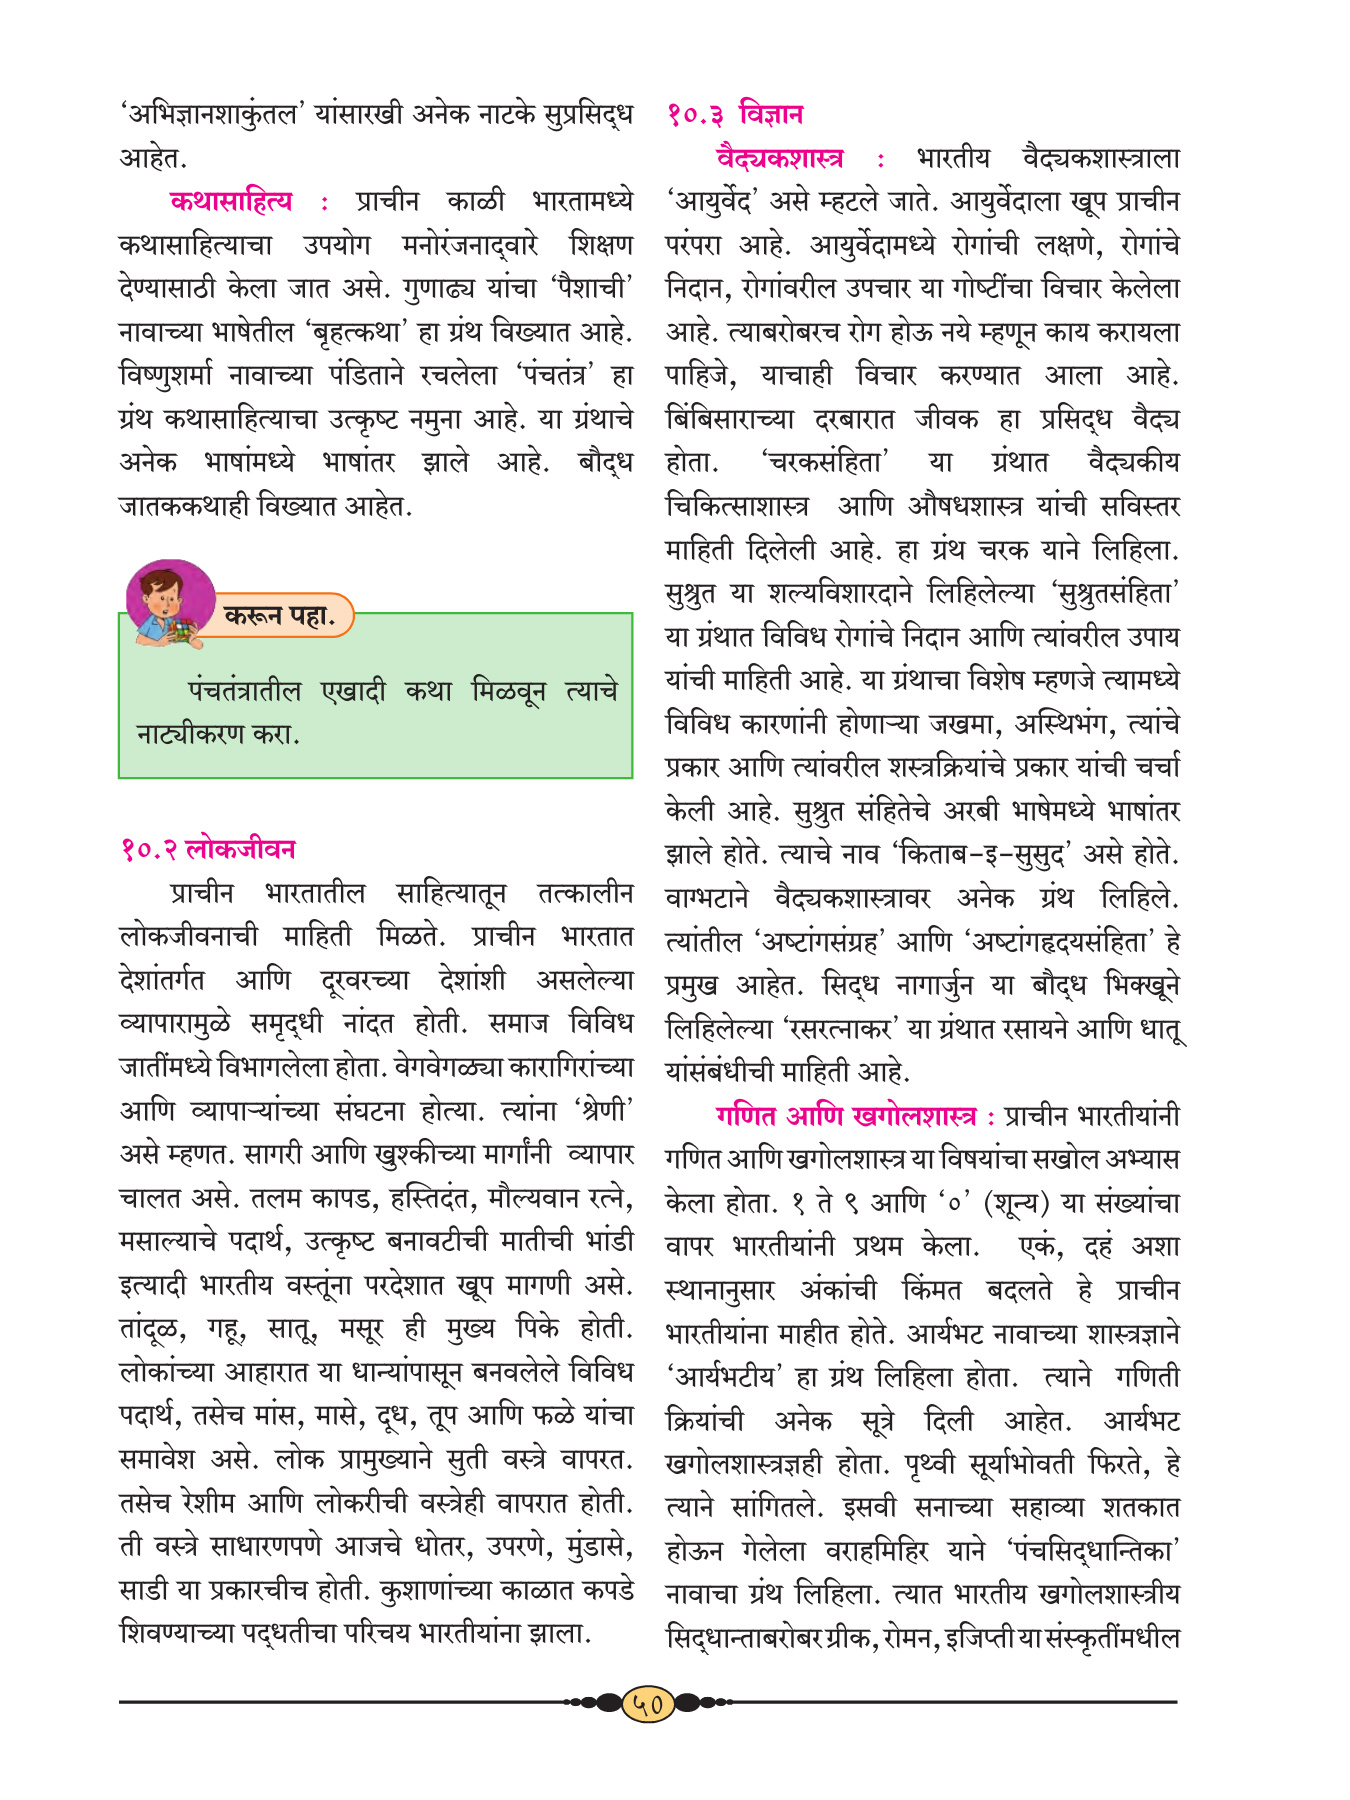 ‘अभिज्ञानशाकुंतल’ यांसारखी अनेक नाटके सुप्रसिद्ध
आहेत.
कथासाहित्य : प्राचीन काळी भारतामध्ये
कथासाहित्याचा उपयोग मनोरंजनाद्वारे शिक्षण
देण्यासाठी केला जात असे. गुणाढ्य यांचा ‘पैशाची’
नावाच्या भाषेतील ‘बृहत्कथा’ हा ग्रंथ विख्यात आहे.
विष्णुशर्मा नावाच्या पंडिताने रचलेला ‘पंचतंत्र’ हा
ग्रंथ कथासाहित्याचा उत्कृष्ट नमुना आहे. या ग्रंथाचे
अनेक भाषांमध्ये भाषांतर झाले आहे. बौद्ध
जातककथाही विख्यात आहेत.
करून पहा.
पंचतंत्रातील एखादी कथा मिळवून त्याचे
नाट्यीकरण करा.
१०.२ लोकजीवन
प्राचीन भारतातील साहित्यातून तत्कालीन
लोकजीवनाची माहिती मिळते. प्राचीन भारतात
देशांतर्गत आणि दूरवरच्या देशांशी असलेल्या
व्यापारामुळे समृद्धी नांदत होती. समाज विविध
जातींमध्ये विभागलेला होता. वेगवेगळ्या कारागिरांच्या
आणि व्यापाऱ्यांच्या संघटना होत्या. त्यांना ‘श्रेणी’
असे म्हणत. सागरी आणि खुश्कीच्या मार्गांनी व्यापार
चालत असे. तलम कापड, हस्तिदंत, मौल्यवान रत्ने,
मसाल्याचे पदार्थ, उत्कृष्ट बनावटीची मातीची भांडी
इत्यादी भारतीय वस्तूंना परदेशात खूप मागणी असे.
तांदूळ, गहू, सातू, मसूर ही मुख्य पिके होती.
लोकांच्या आहारात या धान्यांपासून बनवलेले विविध
पदार्थ, तसेच मांस, मासे, दूध, तूप आणि फळे यांचा
समावेश असे. लोक प्रामुख्याने सुती वस्त्रे वापरत.
तसेच रेशीम आणि लोकरीची वस्त्रेही वापरात होती.
ती वस्त्रे साधारणपणे आजचे धोतर, उपरणे, मुंडासे,
साडी या प्रकारचीच होती. कुशाणांच्या काळात कपडे
शिवण्याच्या पद्धतीचा परिचय भारतीयांना झाला.
१०.३ विज्ञान
वैद्यकशास्त्र : भारतीय वैद्यकशास्त्राला
‘आयुर्वेद’ असे म्हटले जाते. आयुर्वेदाला खूप प्राचीन
परंपरा आहे. आयुर्वेदामध्ये रोगांची लक्षणे, रोगांचे
निदान, रोगांवरील उपचार या गोष्टींचा विचार केलेला
आहे. त्याबरोबरच रोग होऊ नये म्हणून काय करायला
पाहिजे, याचाही विचार करण्यात आला आहे.
बिंबिसाराच्या दरबारात जीवक हा प्रसिद्ध वैद्य
होता. ‘चरकसंहिता’ या ग्रंथात वैद्यकीय
चिकित्साशास्त्र आणि औषधशास्त्र यांची सविस्तर
माहिती दिलेली आहे. हा ग्रंथ चरक याने लिहिला.
सुश्रुत या शल्यविशारदाने लिहिलेल्या ‘सुश्रुतसंहिता’
या ग्रंथात विविध रोगांचे निदान आणि त्यांवरील उपाय
यांची माहिती आहे. या ग्रंथाचा विशेष म्हणजे त्यामध्ये
विविध कारणांनी होणाऱ्या जखमा, अस्थिभंग, त्यांचे
प्रकार आणि त्यांवरील शस्त्रक्रियांचे प्रकार यांची चर्चा
केली आहे. सुश्रुत संहितेचे अरबी भाषेमध्ये भाषांतर
झाले होते. त्याचे नाव ‘किताब-इ-सुसुद’ असे होते.
वाग्भटाने वैद्यकशास्त्रावर अनेक ग्रंथ लिहिले.
त्यांतील ‘अष्टांगसंग्रह’ आणि ‘अष्टांगहृदयसंहिता’ हे
प्रमुख आहेत. सिद्ध नागार्जुन या बौद्ध भिक्खूने
लिहिलेल्या ‘रसरत्नाकर’ या ग्रंथात रसायने आणि धातू
यांसंबंधीची माहिती आहे.
गणित आणि खगोलशास्त्र : प्राचीन भारतीयांनी
गणित आणि खगोलशास्त्र या विषयांचा सखोल अभ्यास
केला होता. १ ते ९ आणि ‘०’ (शून्य) या संख्यांचा
वापर भारतीयांनी प्रथम केला. एकं, दहं अशा
स्थानानुसार अंकांची किंमत बदलते हे प्राचीन
भारतीयांना माहीत होते. आर्यभट नावाच्या शास्त्रज्ञाने
‘आर्यभटीय’ हा ग्रंथ लिहिला होता. त्याने गणिती
क्रियांची अनेक सूत्रे दिली आहेत. आर्यभट
खगोलशास्त्रज्ञही होता. पृथ्वी सूर्याभोवती फिरते, हे
त्याने सांगितले. इसवी सनाच्या सहाव्या शतकात
होऊन गेलेला वराहमिहिर याने ‘पंचसिद्धान्तिका’
नावाचा ग्रंथ लिहिला. त्यात भारतीय खगोलशास्त्रीय
सिद्धान्ताबरोबर ग्रीक, रोमन, इजिप्ती या संस्कृतींमधील
५०